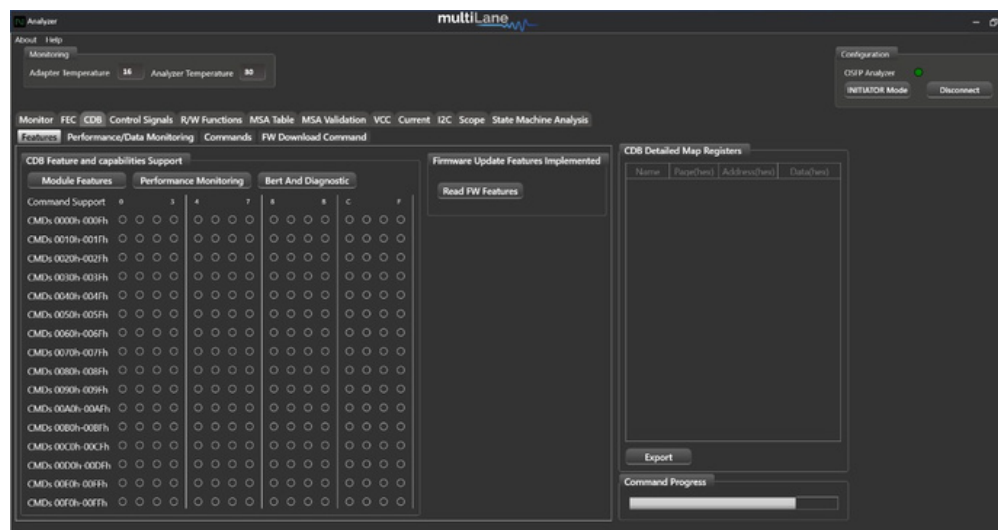 Analyzer
multiLane
About Help
Monitoring
Adapter Temperature 36 Analyzer Temperature 30
Configuration
OSFP Analyzer
INITIATOR Mode Disconnect
Monitor FEC CDB Control Signals R/W Functions MSA Table MSA Validation VCC Current I2C Scope State Machine Analysis
Features Performance/Data Monitoring Commands FW Download Command
CDB Feature and capabilities Support
Module Features Performance Monitoring Bert And Diagnostic
Command Support 0 3 4 7 8 B C F
CMDs 0000h-000Fh
CMDs 0010h-001Fh
CMDs 0020h-002Fh
CMDs 0030h-003Fh
CMDs 0040h-004Fh
CMDs 0050h-005Fh
CMDs 0060h-006Fh
CMDs 0070h-007Fh
CMDs 0080h-008Fh
CMDs 0090h-009Fh
CMDs 00A0h-00AFh
CMDs 00B0h-00BFh
CMDs 00C0h-00CFh
CMDs 00D0h-00DFh
CMDs 00E0h-00FFh
CMDs 00F0h-00FFh
Firmware Update Features Implemented
Read FW Features
CDB Detailed Map Registers
Name Page(hex) Address(hex) Data(hex)
Export
Command Progress